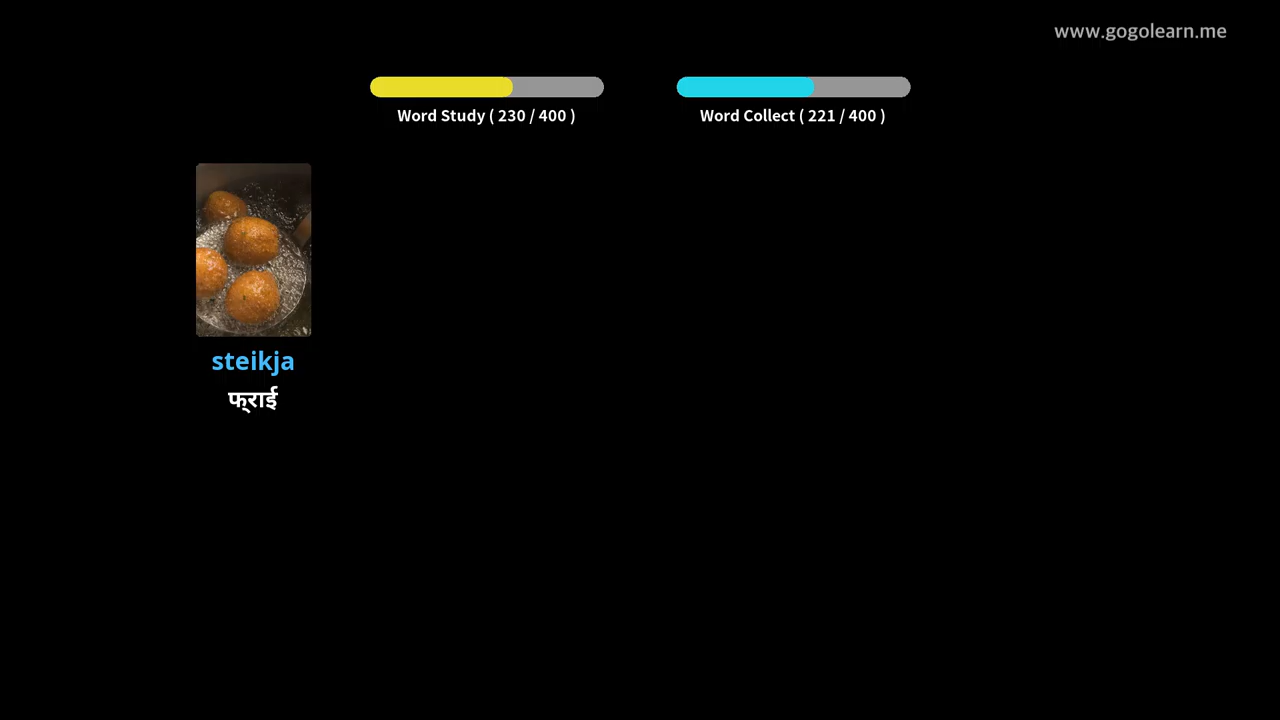 www.gogolearn.me
Word Study ( 230 / 400 )
Word Collect ( 221 / 400 )
steikja
फ्राई